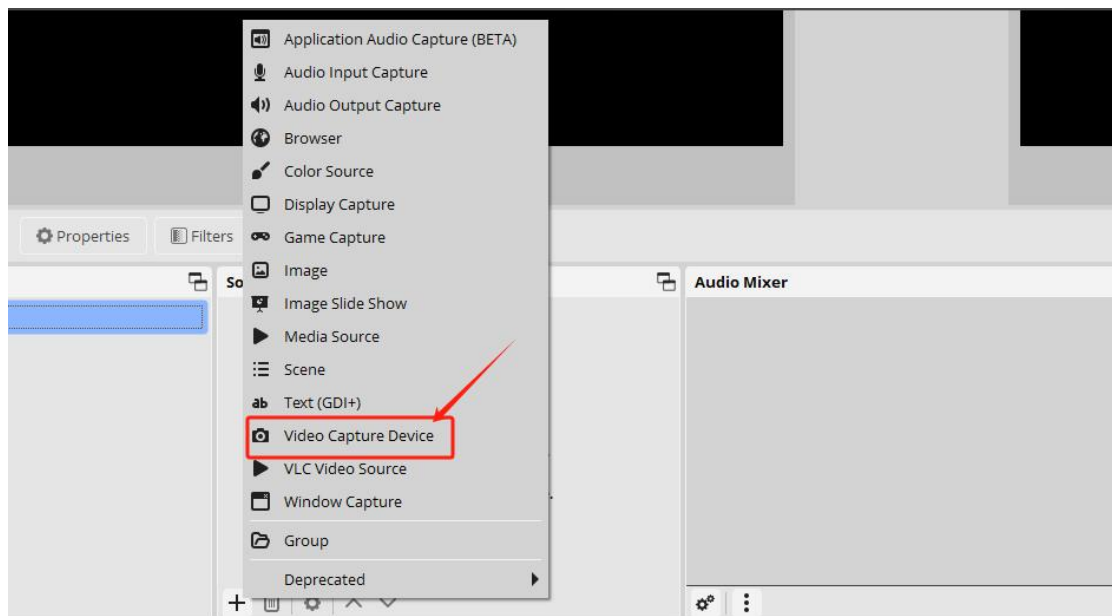 Application Audio Capture (BETA)
Audio Input Capture
Audio Output Capture
Browser
Color Source
Display Capture
Properties
Filters
Game Capture
Image
So
Audio Mixer
Image Slide Show
Media Source
Scene
ab Text (GDI+)
Video Capture Device
VLC Video Source
Window Capture
Group
Deprecated